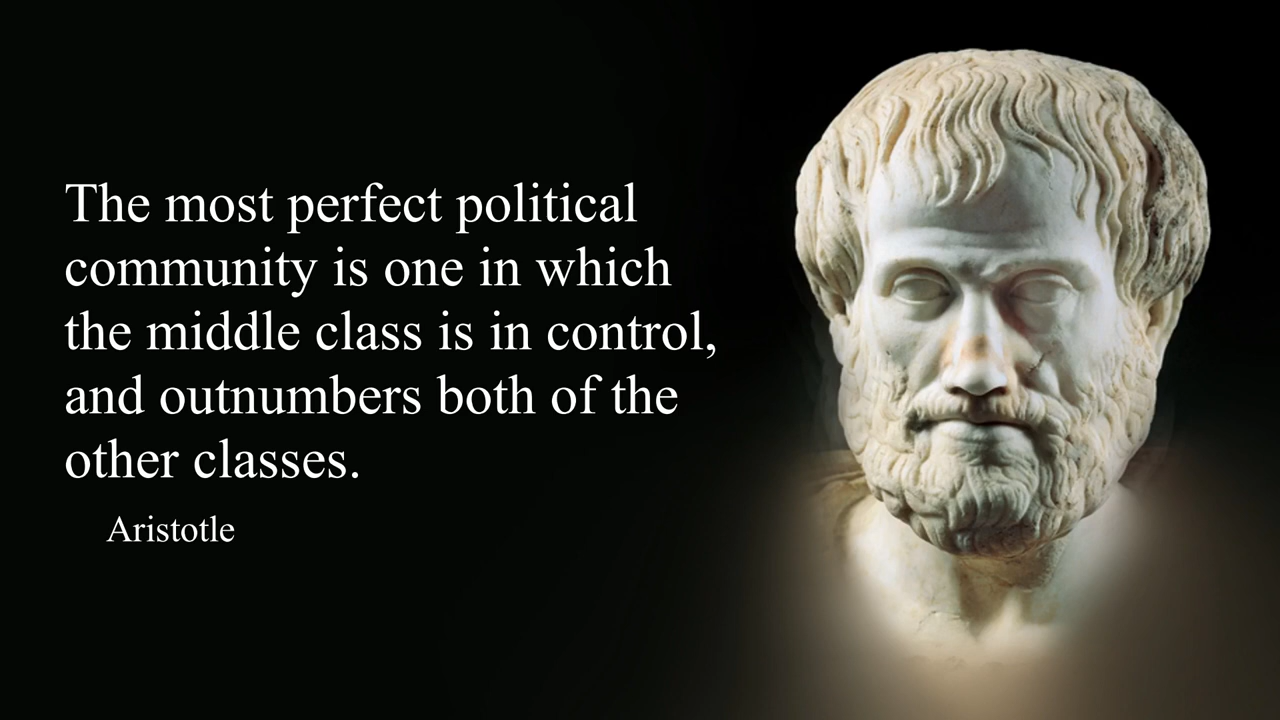 The most perfect political
community is one in which
the middle class is in control,
and outnumbers both of the
other classes.
Aristotle